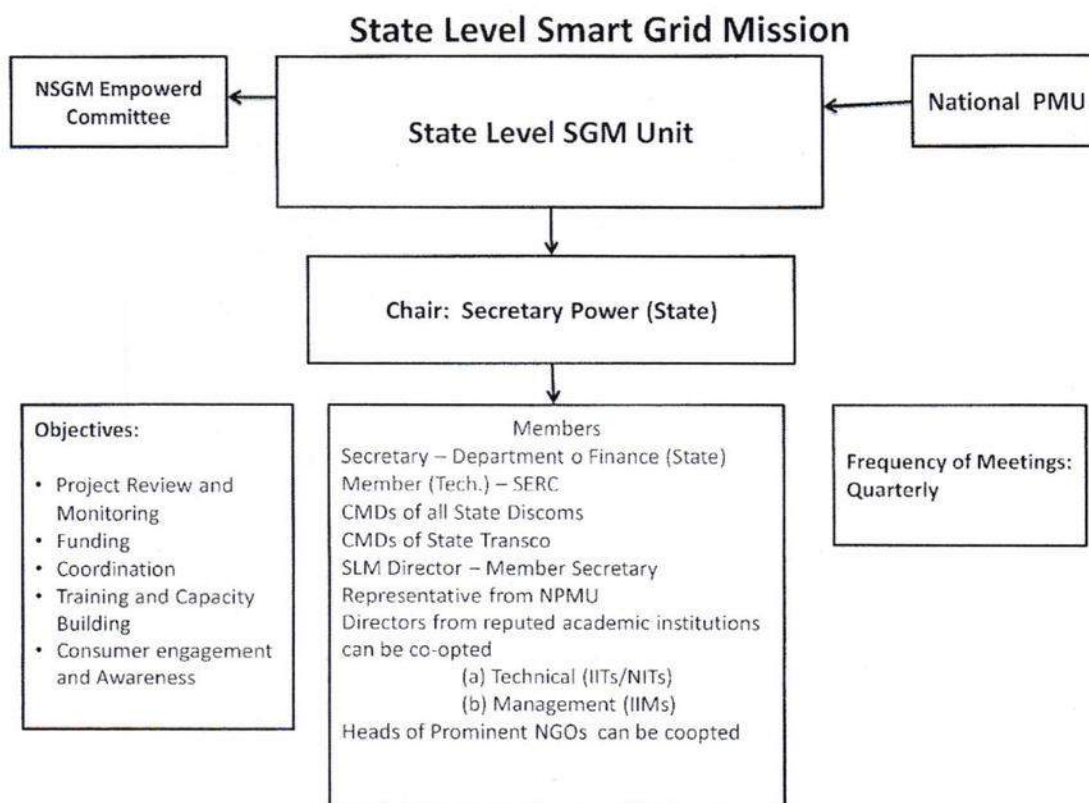 State Level Smart Grid Mission
NSGM Empowerd
Committee
State Level SGM Unit
National PMU
Chair: Secretary Power (State)
Objectives:
• Project Review and
Monitoring
• Funding
• Coordination
• Training and Capacity
Building
• Consumer engagement
and Awareness
Members
Secretary – Department o Finance (State)
Member (Tech.) – SERC
CMDs of all State Discoms
CMDs of State Transco
SLM Director – Member Secretary
Representative from NPMU
Directors from reputed academic institutions
can be co-opted
(a) Technical (IITs/NITs)
(b) Management (IIMs)
Heads of Prominent NGOs can be coopted
Frequency of Meetings:
Quarterly